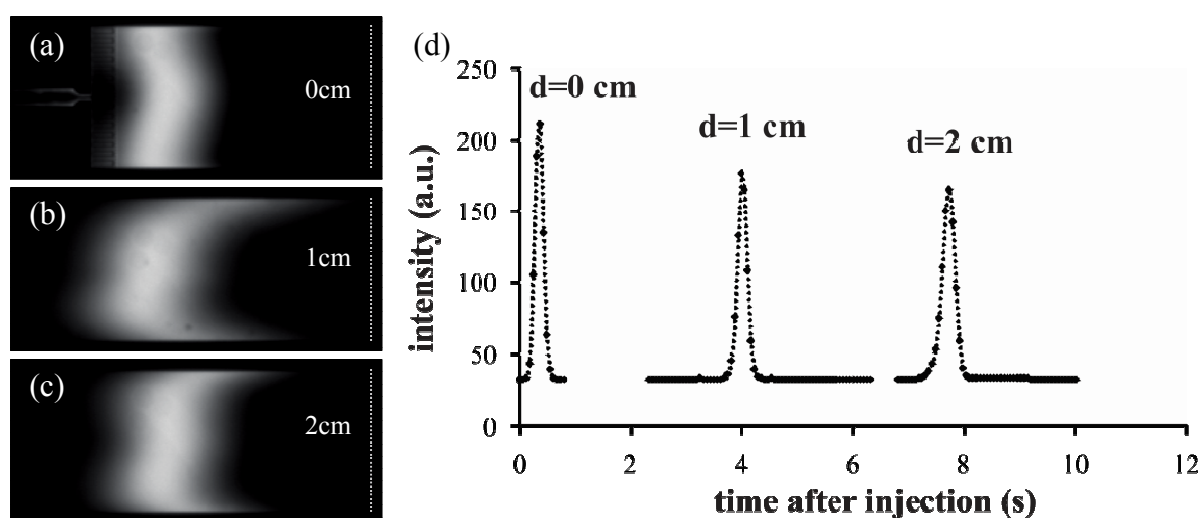 (a)
0cm
(b)
1cm
(c)
2cm
(d)
250
200
150
100
50
0
intensity (a.u.)
d=0 cm
d=1 cm
d=2 cm
0 2 4 6 8 10 12
time after injection (s)